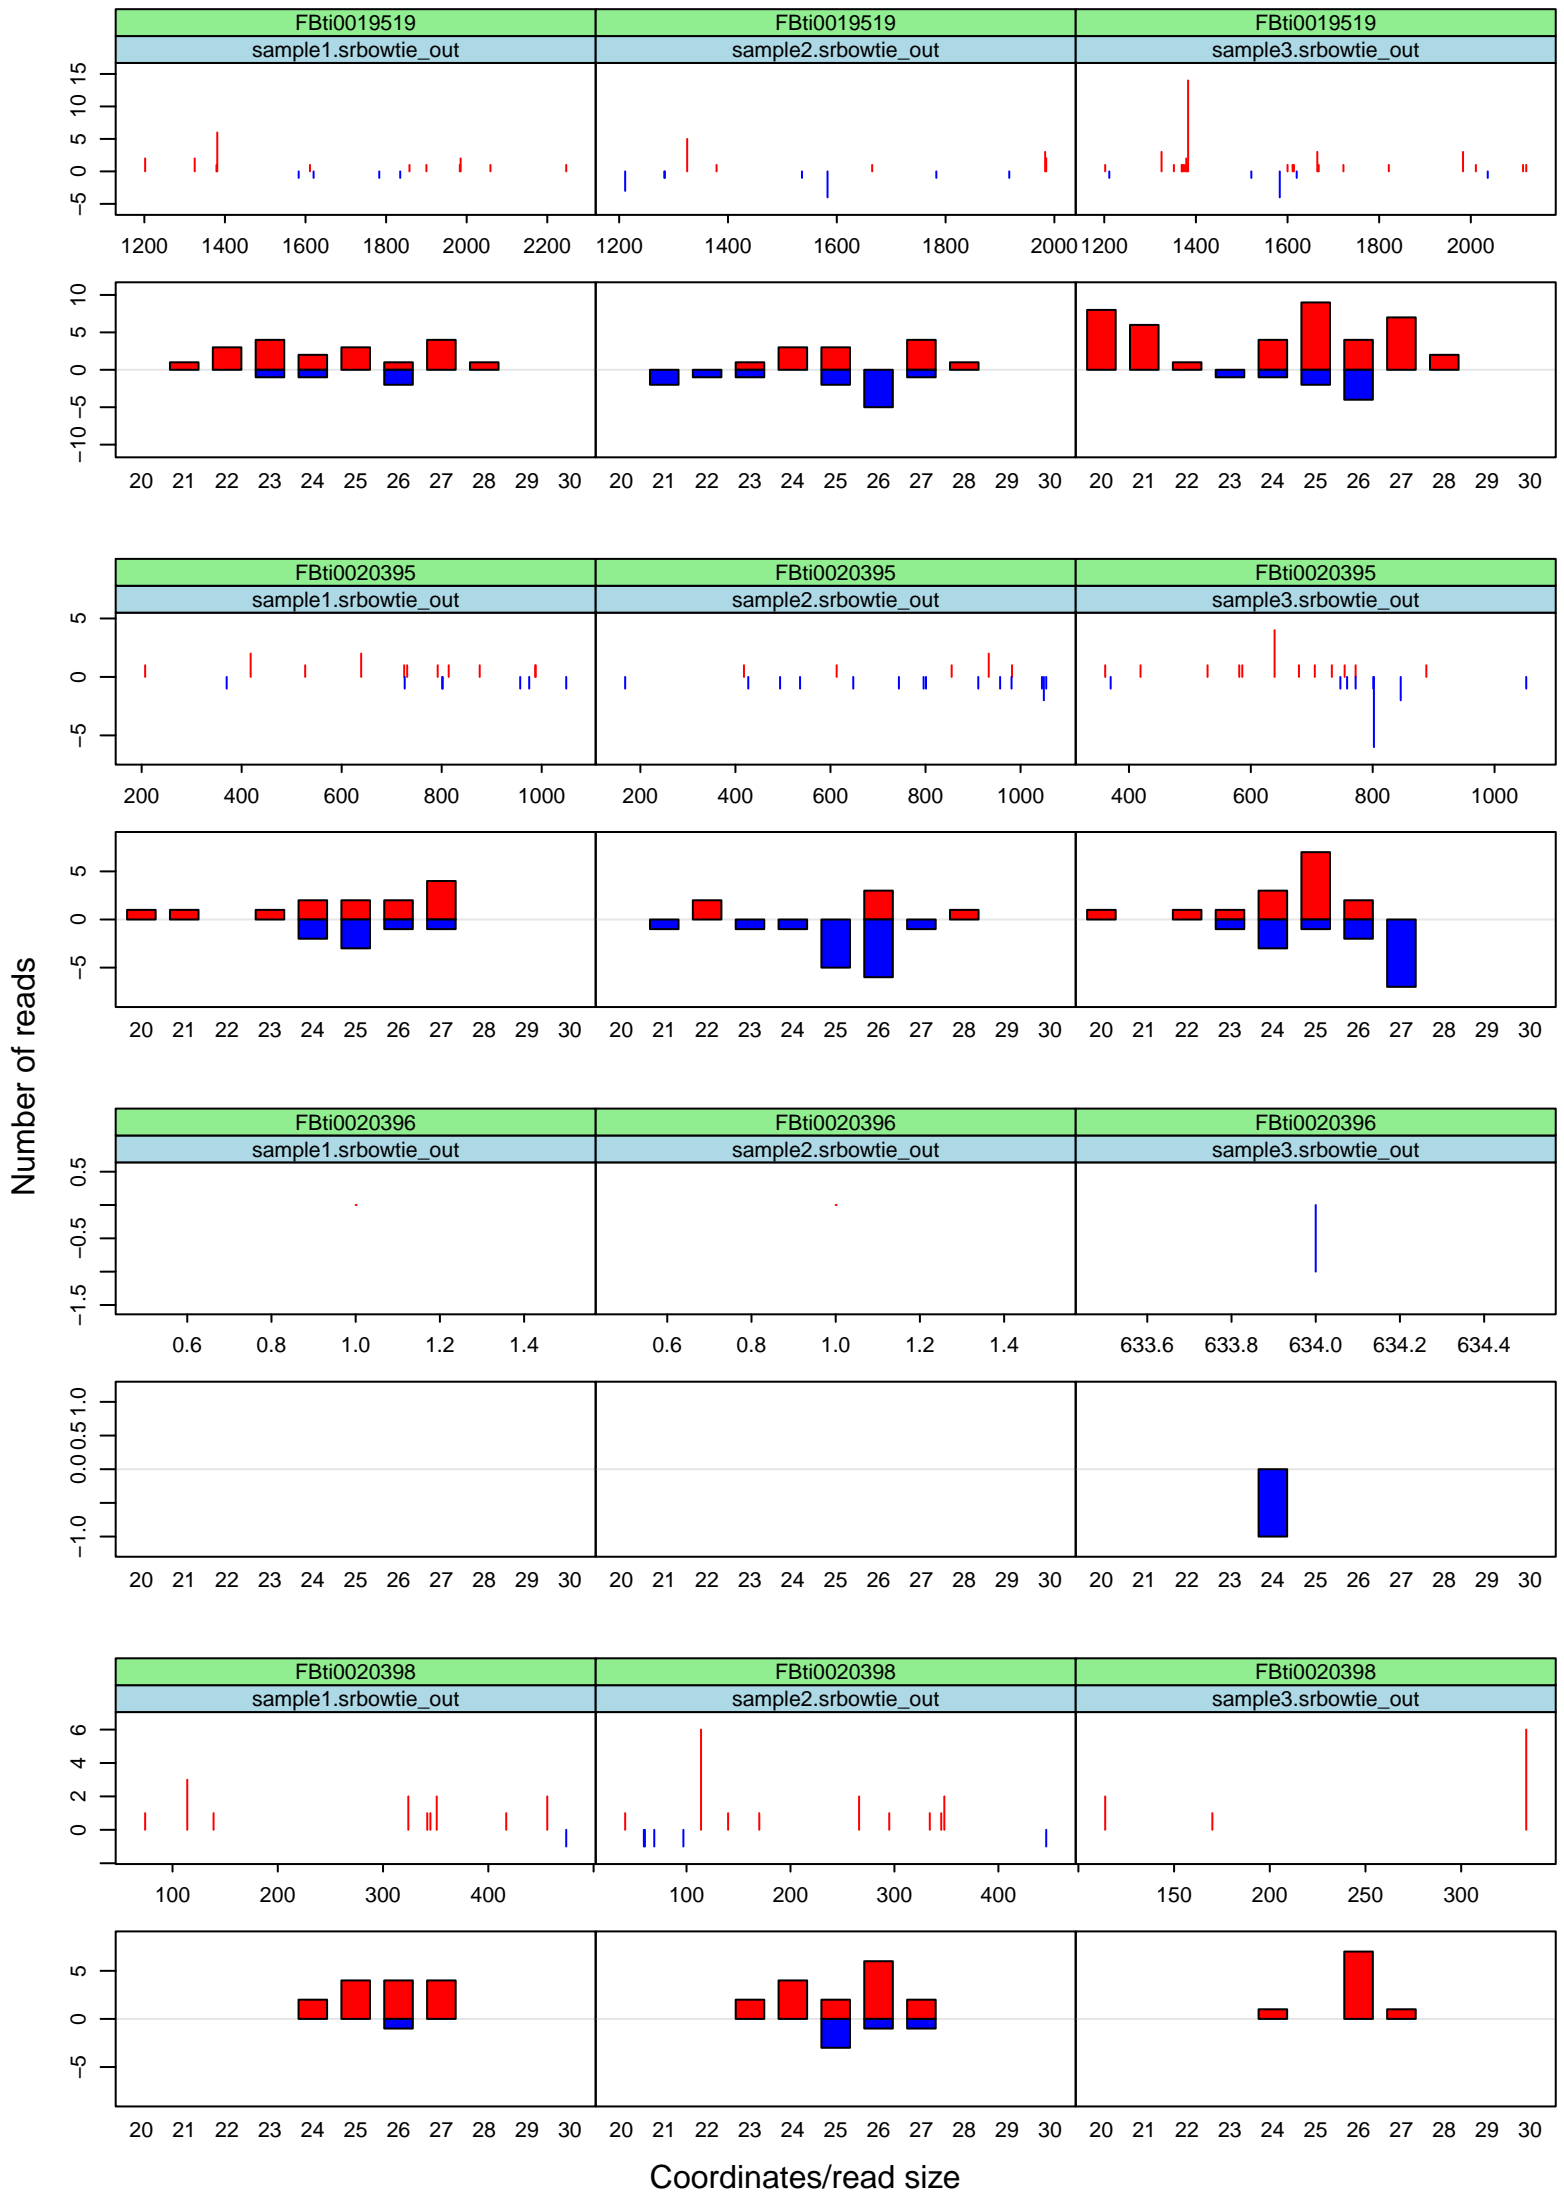 FBti0019519 FBti0019519 FBti0019519
sample1.srbowtie_out sample2.srbowtie_out sample3.srbowtie_out
15
10
5
0
−5
1200 1400 1600 1800 2000 2200 1200 1400 1600 1800 2000 1200 1400 1600 1800 2000
10
5
0
−5
−10
20 21 22 23 24 25 26 27 28 29 30 20 21 22 23 24 25 26 27 28 29 30 20 21 22 23 24 25 26 27 28 29 30
FBti0020395 FBti0020395 FBti0020395
sample1.srbowtie_out sample2.srbowtie_out sample3.srbowtie_out
5
0
−5
200 400 600 800 1000 200 400 600 800 1000 400 600 800 1000
5
0
−5
20 21 22 23 24 25 26 27 28 29 30 20 21 22 23 24 25 26 27 28 29 30 20 21 22 23 24 25 26 27 28 29 30
Number of reads
FBti0020396 FBti0020396 FBti0020396
sample1.srbowtie_out sample2.srbowtie_out sample3.srbowtie_out
0.5
−0.5
−1.5
0.6 0.8 1.0 1.2 1.4 0.6 0.8 1.0 1.2 1.4 633.6 633.8 634.0 634.2 634.4
1.0
0.5
0.0
−1.0
20 21 22 23 24 25 26 27 28 29 30 20 21 22 23 24 25 26 27 28 29 30 20 21 22 23 24 25 26 27 28 29 30
FBti0020398 FBti0020398 FBti0020398
sample1.srbowtie_out sample2.srbowtie_out sample3.srbowtie_out
6
4
2
0
100 200 300 400 100 200 300 400 150 200 250 300
5
0
−5
20 21 22 23 24 25 26 27 28 29 30 20 21 22 23 24 25 26 27 28 29 30 20 21 22 23 24 25 26 27 28 29 30
Coordinates/read size